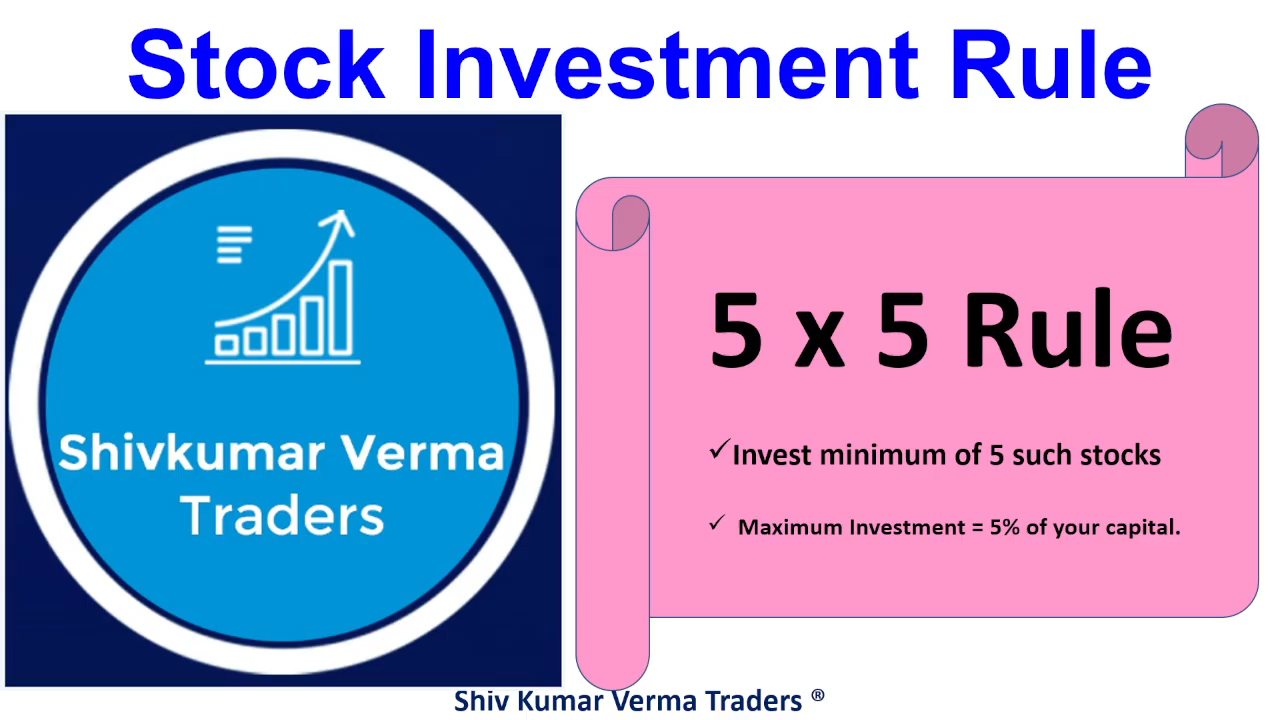 Stock Investment Rule
Shivkumar Verma
Traders
5 x 5 Rule
✓Invest minimum of 5 such stocks
✓ Maximum Investment = 5% of your capital.
Shiv Kumar Verma Traders ®